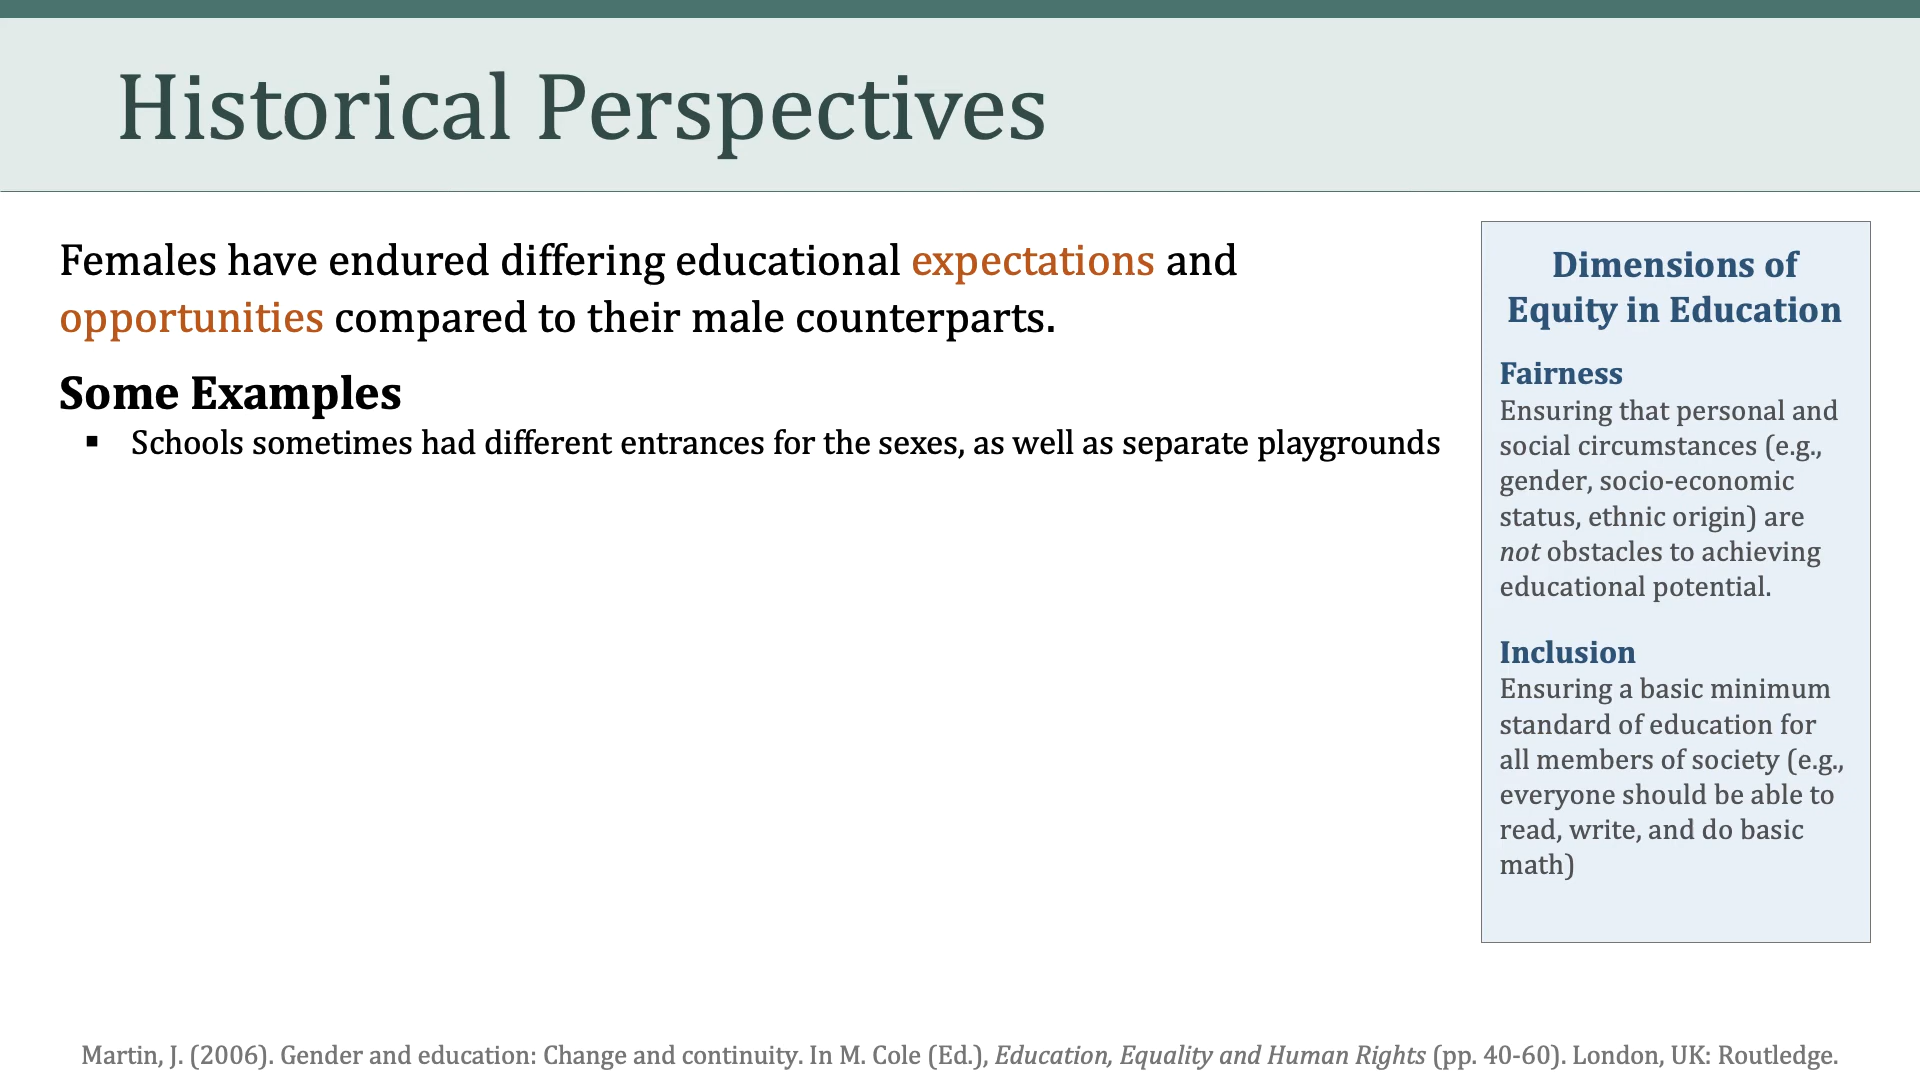 Historical Perspectives
Females have endured differing educational expectations and
opportunities compared to their male counterparts.
Some Examples
▪ Schools sometimes had different entrances for the sexes, as well as separate playgrounds
Dimensions of
Equity in Education
Fairness
Ensuring that personal and
social circumstances (e.g.,
gender, socio-economic
status, ethnic origin) are
not obstacles to achieving
educational potential.
Inclusion
Ensuring a basic minimum
standard of education for
all members of society (e.g.,
everyone should be able to
read, write, and do basic
math)
Martin, J. (2006). Gender and education: Change and continuity. In M. Cole (Ed.), Education, Equality and Human Rights (pp. 40-60). London, UK: Routledge.